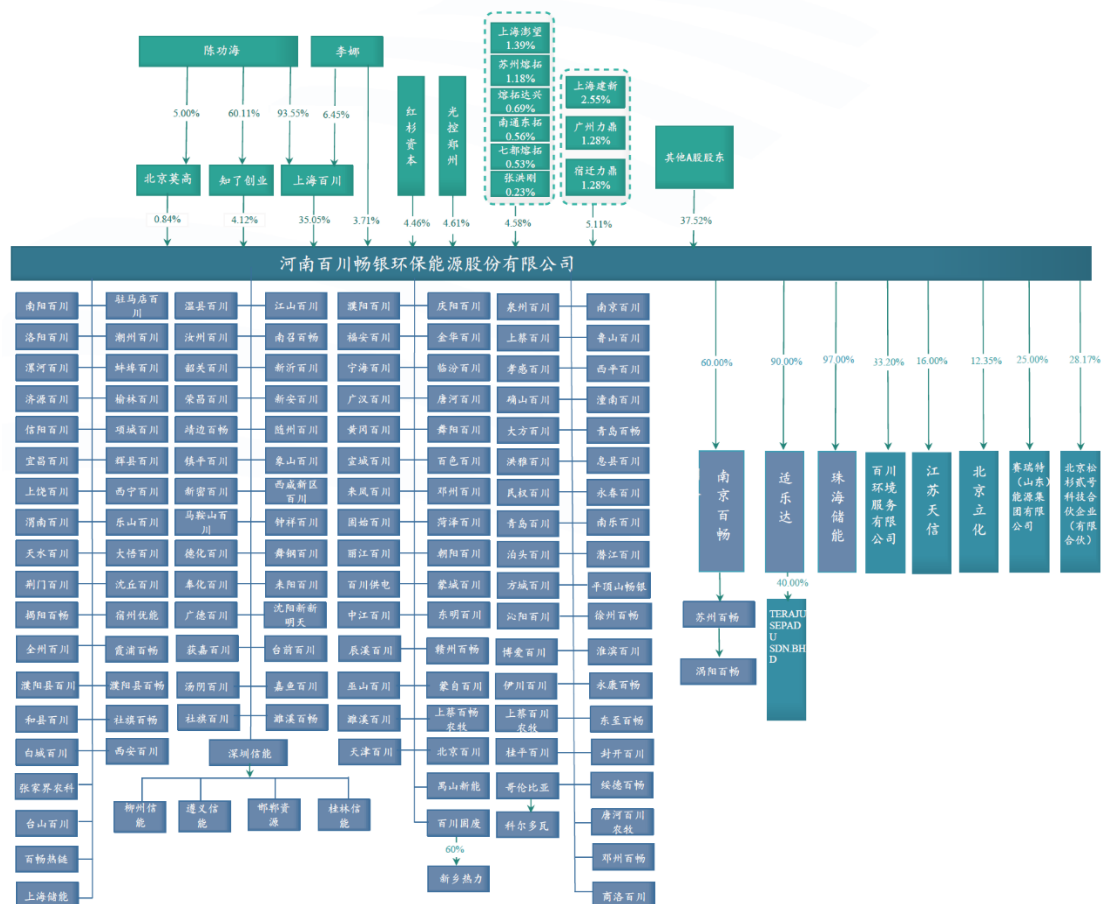 陈功海
李娜
上海澎望
1.39%
苏州熔拓
1.18%
熔拓达兴
0.69%
南通东拓
0.56%
七都熔拓
0.53%
张洪刚
0.23%
上海建新
2.55%
广州力鼎
1.28%
宿迁力鼎
1.28%
红杉资本
光控郑州
其他A股股东
5.00%
60.11%
93.55%
6.45%
北京莫高
知了创业
上海百川
0.84%
4.12%
35.05%
3.71%
4.46%
4.61%
4.58%
5.11%
37.52%
河南百川畅银环保能源股份有限公司
南阳百川
洛阳百川
漯河百川
济源百川
信阳百川
宜昌百川
上饶百川
渭南百川
天水百川
荆门百川
揭阳百畅
全州百川
濮阳县百川
和县百川
白城百川
张家界农科
台山百川
百畅热链
上海储能
驻马店百
川
潮州百川
蚌埠百川
榆林百川
项城百川
辉县百川
西宁百川
乐山百川
大悟百川
沈丘百川
宿州优能
霞浦百畅
濮阳县百畅
社旗百畅
西安百川
温县百川
汝州百川
韶关百川
荣昌百川
靖边百畅
镇平百川
新密百川
马鞍山百
川
德化百川
奉化百川
广德百川
获嘉百川
汤阴百川
社旗百川
江山百川
南召百畅
新沂百川
新安百川
随州百川
象山百川
西咸新区
百川
钟祥百川
舞钢百川
耒阳百川
沈阳新新
明天
台前百川
嘉鱼百川
濉溪百畅
深圳信能
柳州信
能
遵义信
能
邯郸资
源
桂林信
能
濮阳百川
福安百川
宁海百川
广汉百川
黄冈百川
宣城百川
来凤百川
固始百川
丽江百川
百川供电
中江百川
辰溪百川
巫山百川
濉溪百川
天津百川
庆阳百川
金华百川
临汾百川
唐河百川
舞阳百川
百色百川
邓州百川
菏泽百川
朝阳百川
蒙城百川
东明百川
赣州百畅
蒙自百川
上蔡百畅
农牧
北京百川
禹山新能
百川固废
60%
新乡热力
泉州百川
上蔡百川
孝感百川
确山百川
大方百川
洪雅百川
民权百川
青岛百川
泊头百川
方城百川
沁阳百川
博爱百川
伊川百川
上蔡百川
农牧
桂平百川
哥伦比亚
科尔多瓦
南京百川
鲁山百川
西平百川
潼南百川
青岛百畅
息县百川
永春百川
南乐百川
潜江百川
平顶山畅银
徐州百畅
淮滨百川
永康百畅
东至百畅
封开百川
绥德百畅
唐河百川
农牧
邓州百畅
商洛百川
60.00%
90.00%
97.00%
33.20%
16.00%
12.35%
25.00%
28.17%
南京百畅
适乐达
珠海储能
百川
环境
服务
有限
公司
江苏天信
北京立化
赛瑞特
（山东）
能源集
团有限
公司
北京松
杉贰号
科技合
伙企业
（有限
合伙）
苏州百畅
涡阳百畅
40.00%
TERAJU
SEPAD
U
SDN.BH
D